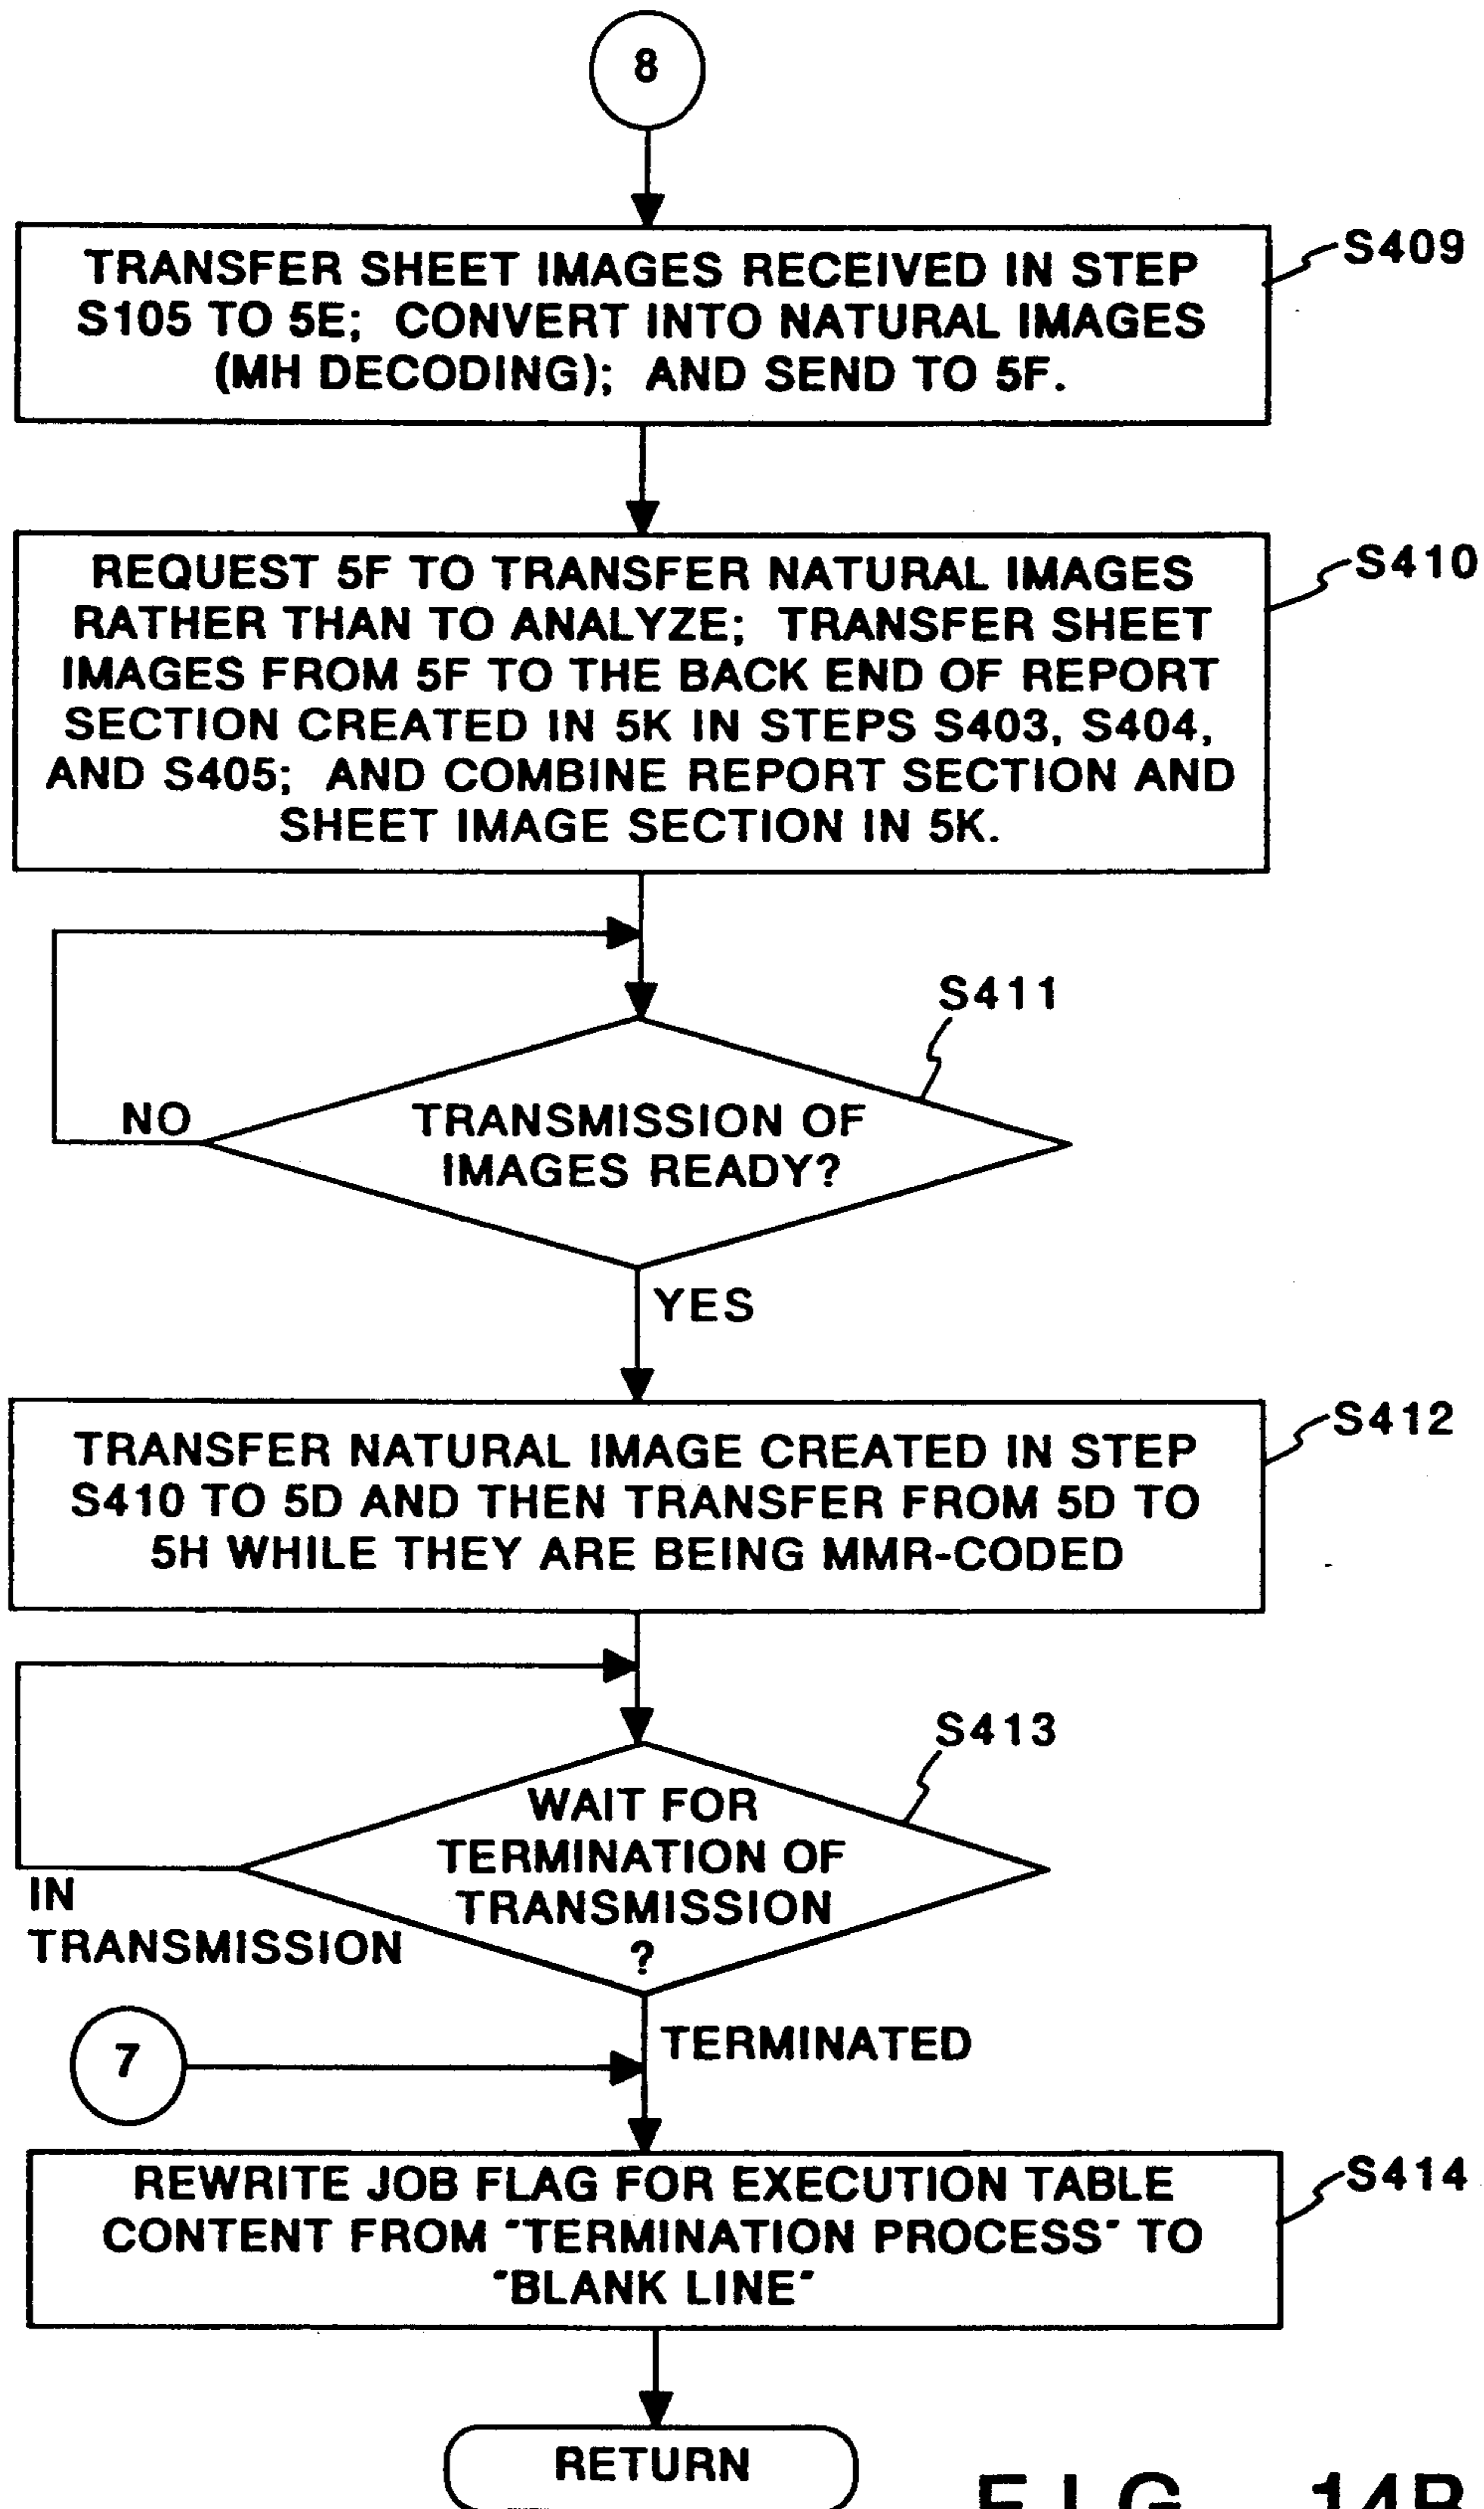 8
TRANSFER SHEET IMAGES RECEIVED IN STEP
S105 TO 5E; CONVERT INTO NATURAL IMAGES
(MH DECODING); AND SEND TO 5F.
S409
REQUEST 5F TO TRANSFER NATURAL IMAGES
RATHER THAN TO ANALYZE; TRANSFER SHEET
IMAGES FROM 5F TO THE BACK END OF REPORT
SECTION CREATED IN 5K IN STEPS S403, S404,
AND S405; AND COMBINE REPORT SECTION AND
SHEET IMAGE SECTION IN 5K.
S410
S411
NO
TRANSMISSION OF
IMAGES READY?
YES
TRANSFER NATURAL IMAGE CREATED IN STEP
S410 TO 5D AND THEN TRANSFER FROM 5D TO
5H WHILE THEY ARE BEING MMR-CODED
S412
S413
WAIT FOR
TERMINATION OF
TRANSMISSION
?
IN
TRANSMISSION
TERMINATED
7
REWRITE JOB FLAG FOR EXECUTION TABLE
CONTENT FROM "TERMINATION PROCESS" TO
"BLANK LINE"
S414
RETURN
FIG. 14B